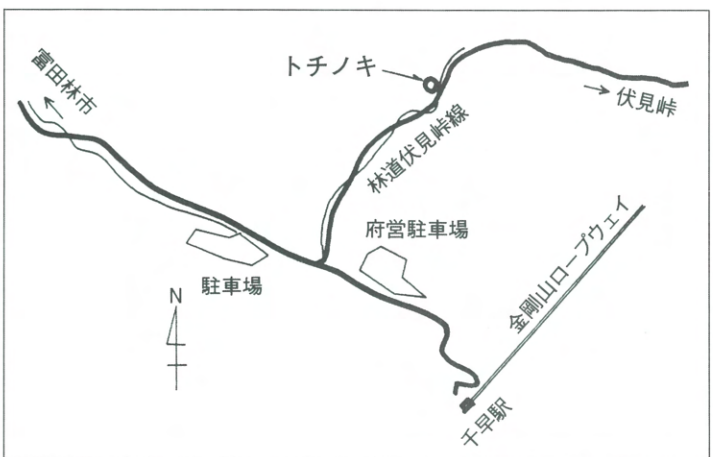 トチノキ
富田林市
伏見峠
林道伏見峠線
府営駐車場
駐車場
金剛山ロープウェイ
N
千早駅